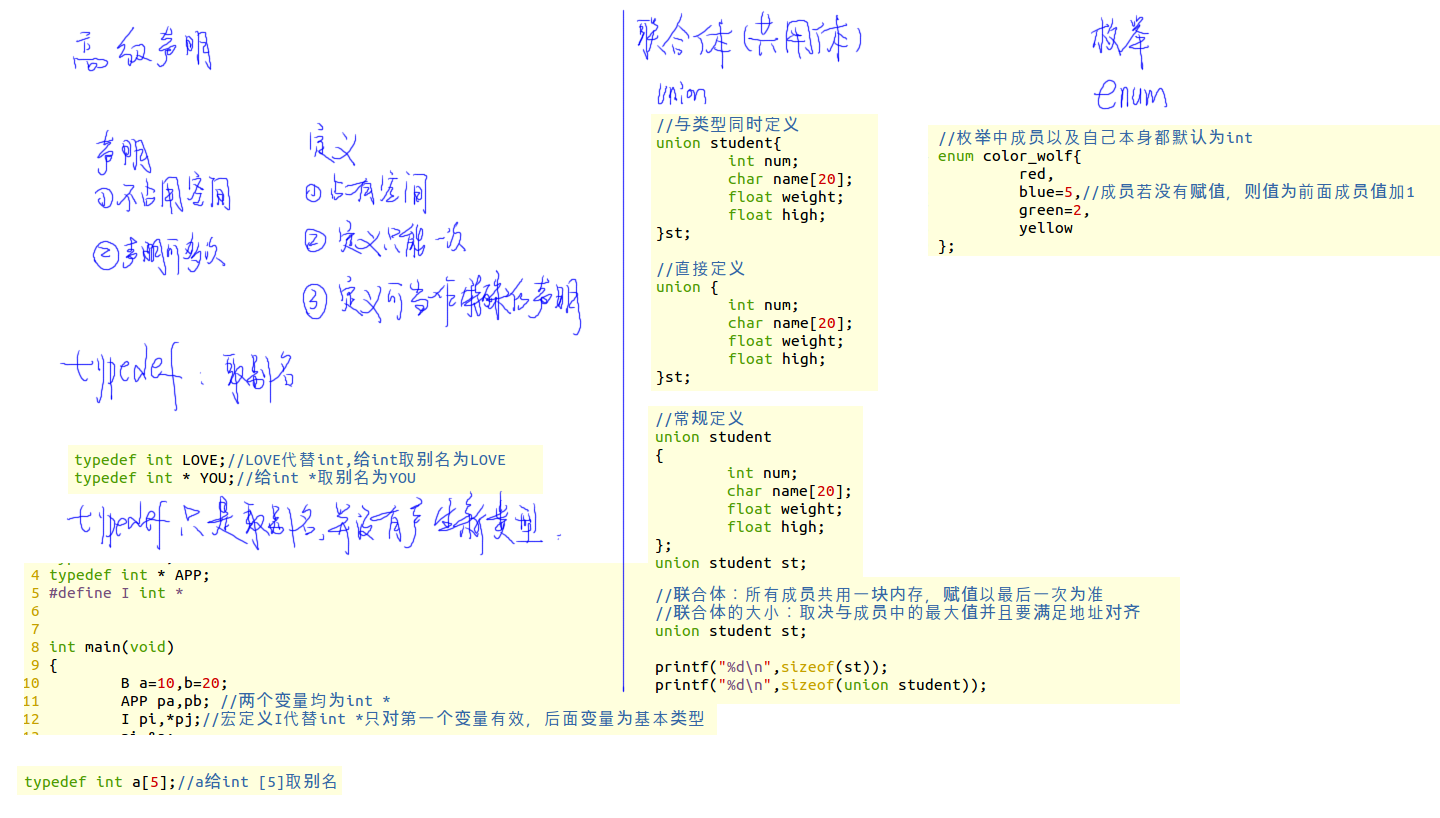 高级声明
声明
①不占用空间
②声明可多次
定义
①占有空间
②定义只能一次
③定义可当作特殊的声明
typedef：取别名
typedef int LOVE;//LOVE代替int,给int取别名为LOVE
typedef int * YOU;//给int *取别名为YOU
typedef只是取别名,并没有产生新类型.
4 typedef int * APP;
5 #define I int *
6
7
8 int main(void)
9 {
10 B a=10,b=20;
11 APP pa,pb; //两个变量均为int *
12 I pi,*pj;//宏定义I代替int *只对第一个变量有效，后面变量为基本类型
typedef int a[5];//a给int [5]取别名
联合体(共用体)
union
//与类型同时定义
union student{
int num;
char name[20];
float weight;
float high;
}st;
//直接定义
union {
int num;
char name[20];
float weight;
float high;
}st;
//常规定义
union student
{
int num;
char name[20];
float weight;
float high;
};
union student st;
//联合体：所有成员共用一块内存，赋值以最后一次为准
//联合体的大小：取决与成员中的最大值并且要满足地址对齐
union student st;
printf("%d\n",sizeof(st));
printf("%d\n",sizeof(union student));
枚举
enum
//枚举中成员以及自己本身都默认为int
enum color_wolf{
red,
blue=5,//成员若没有赋值，则值为前面成员值加1
green=2,
yellow
};